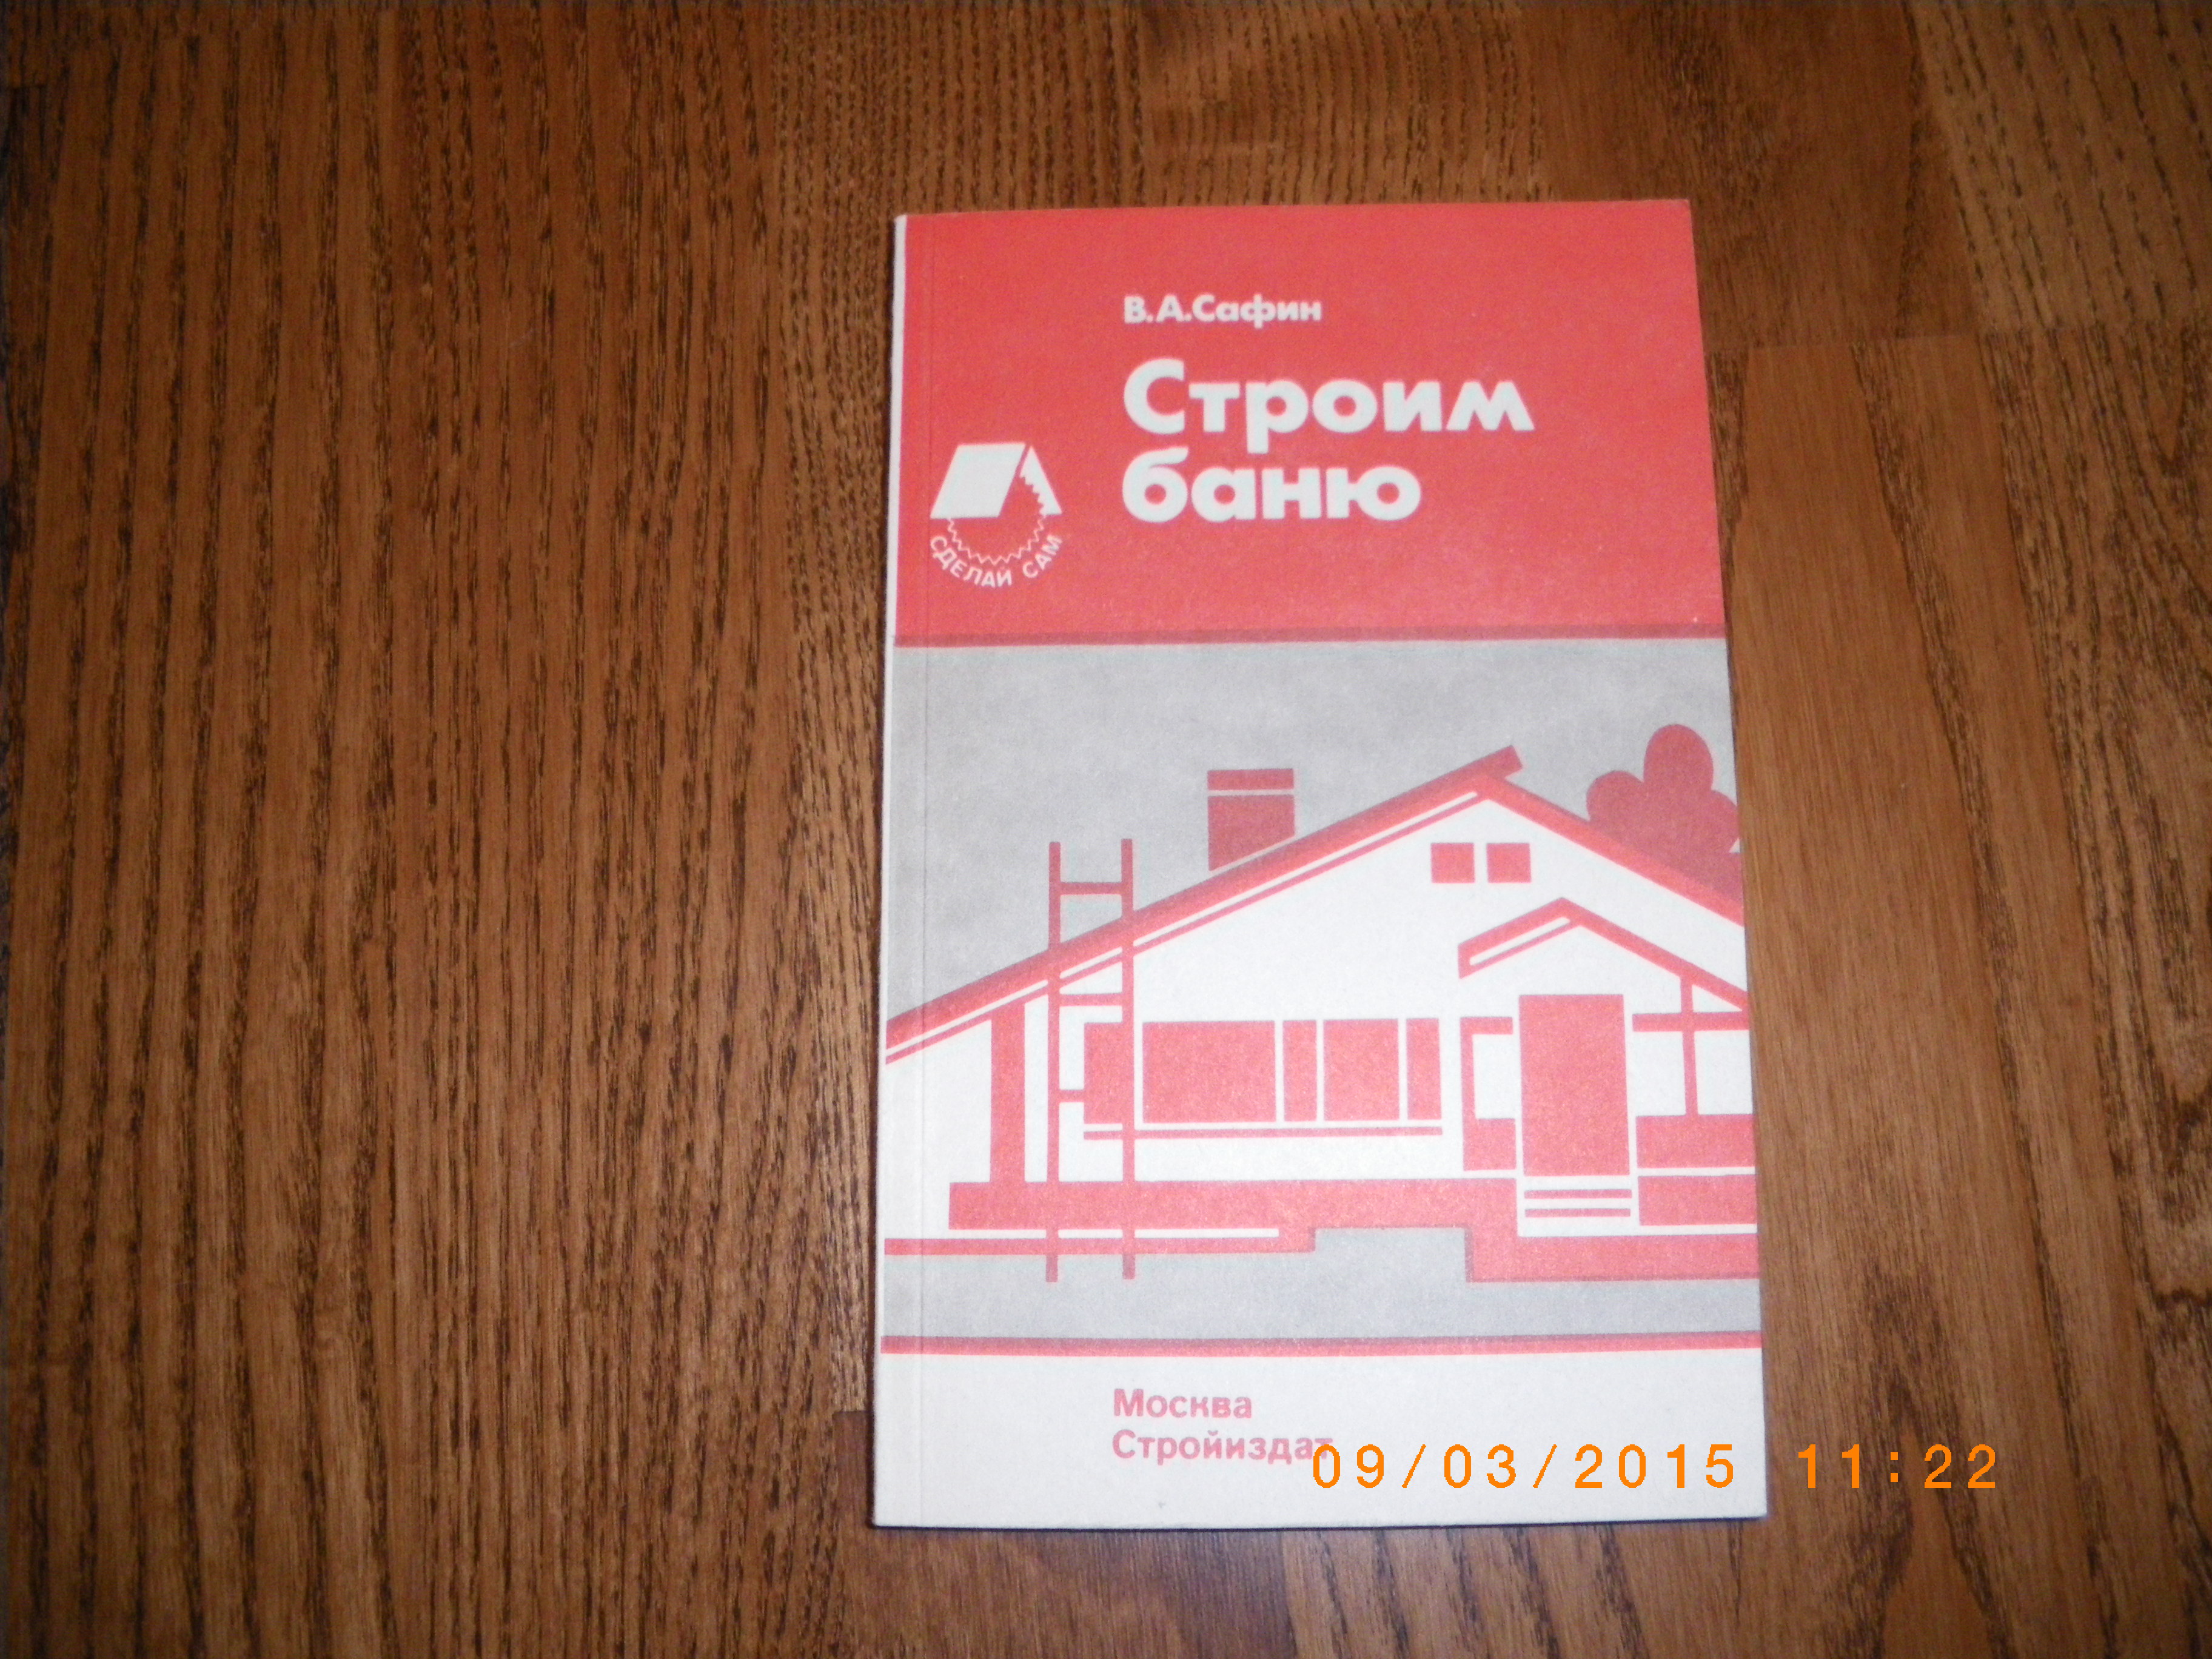 В.А.Сафин
Строим
баню
СДЕЛАЙ САМ
Москва
Стройиздат
09/03/2015 11:22